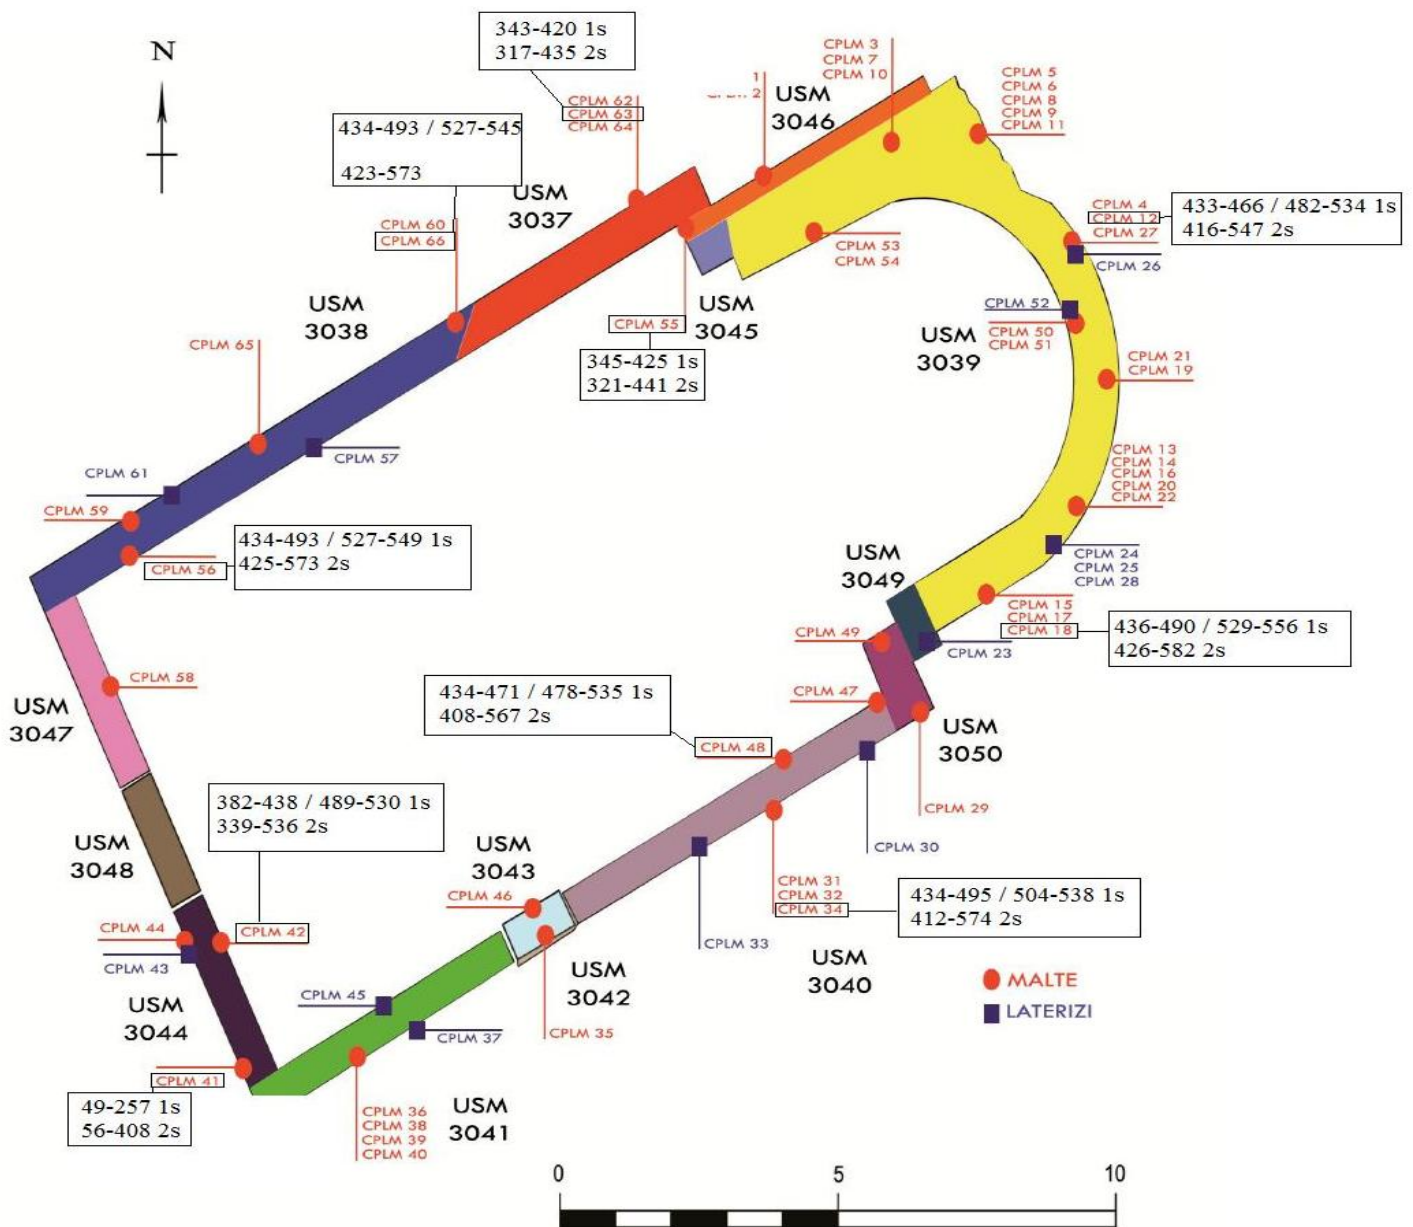 N
343-420 1s
317-435 2s
CPLM 62
CPLM 63
CPLM 64
434-493 / 527-545
423-573
USM
3037
CPLM 60
CPLM 66
1
2
USM
3046
CPLM 3
CPLM 7
CPLM 10
CPLM 5
CPLM 6
CPLM 8
CPLM 9
CPLM 11
CPLM 4
CPLM 12
CPLM 27
433-466 / 482-534 1s
416-547 2s
CPLM 26
CPLM 53
CPLM 54
USM
3045
CPLM 55
345-425 1s
321-441 2s
CPLM 52
CPLM 50
CPLM 51
USM
3039
CPLM 21
CPLM 19
USM
3038
CPLM 65
CPLM 57
CPLM 61
CPLM 59
CPLM 56
434-493 / 527-549 1s
425-573 2s
CPLM 13
CPLM 14
CPLM 16
CPLM 20
CPLM 22
CPLM 24
CPLM 25
CPLM 28
USM
3049
CPLM 15
CPLM 17
CPLM 18
436-490 / 529-556 1s
426-582 2s
CPLM 23
CPLM 49
CPLM 47
CPLM 58
USM
3047
434-471 / 478-535 1s
408-567 2s
CPLM 48
USM
3050
CPLM 29
CPLM 30
382-438 / 489-530 1s
339-536 2s
USM
3048
USM
3043
CPLM 46
CPLM 31
CPLM 32
CPLM 34
434-495 / 504-538 1s
412-574 2s
CPLM 33
CPLM 44
CPLM 42
CPLM 43
USM
3040
USM
3042
CPLM 35
MALTE
LATERIZI
CPLM 45
CPLM 37
USM
3044
CPLM 41
49-257 1s
56-408 2s
CPLM 36
CPLM 38
CPLM 39
CPLM 40
USM
3041
0
5
10